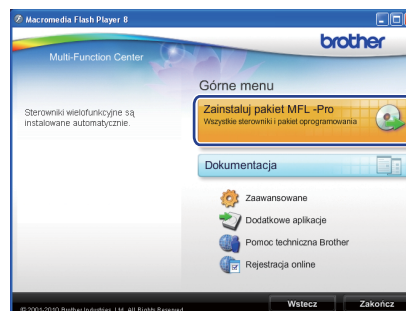 Macromedia Flash Player 8
brother
Multi-Function Center
Górne menu
Sterowniki wielofunkcyjne są
instalowane automatycznie.
Zainstaluj pakiet MFL -Pro
Wszystkie sterowniki i pakiet oprogramowania
Dokumentacja
Zaawansowane
Dodatkowe aplikacje
Pomoc techniczna Brother
Rejestracja online
Wstecz
Zakończ
© 2001-2010 Brother Industries, Ltd. All Rights Reserved.